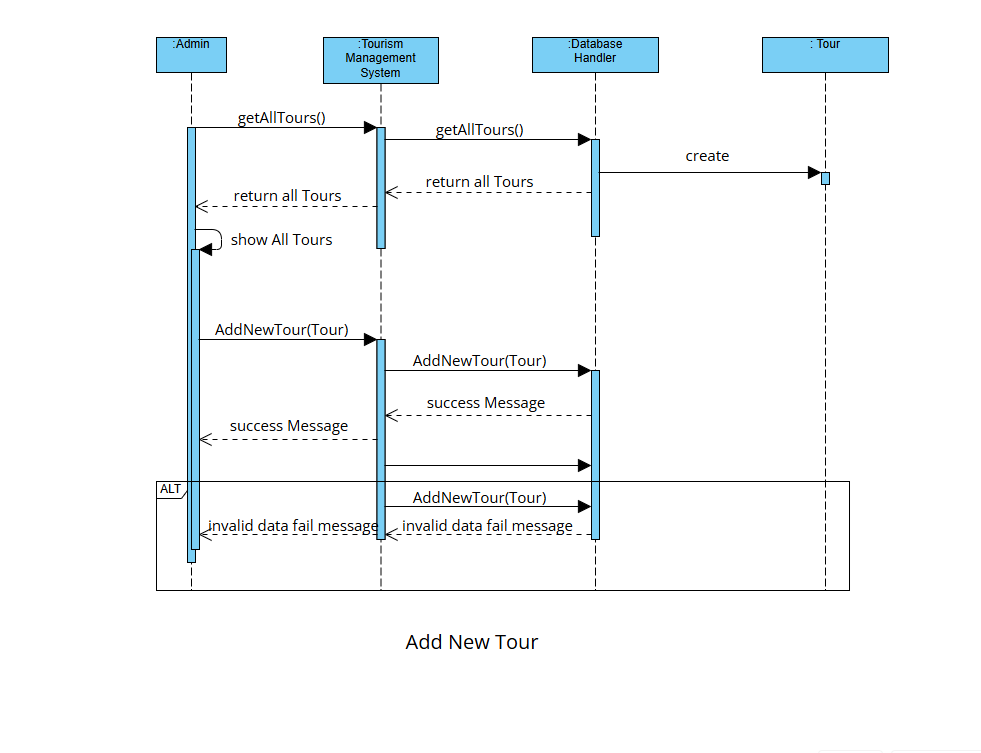 :Admin
:Tourism
Management
System
:Database
Handler
: Tour
getAllTours()
getAllTours()
create
return all Tours
return all Tours
show All Tours
AddNewTour(Tour)
AddNewTour(Tour)
success Message
success Message
ALT
AddNewTour(Tour)
invalid data fail message
invalid data fail message
Add New Tour